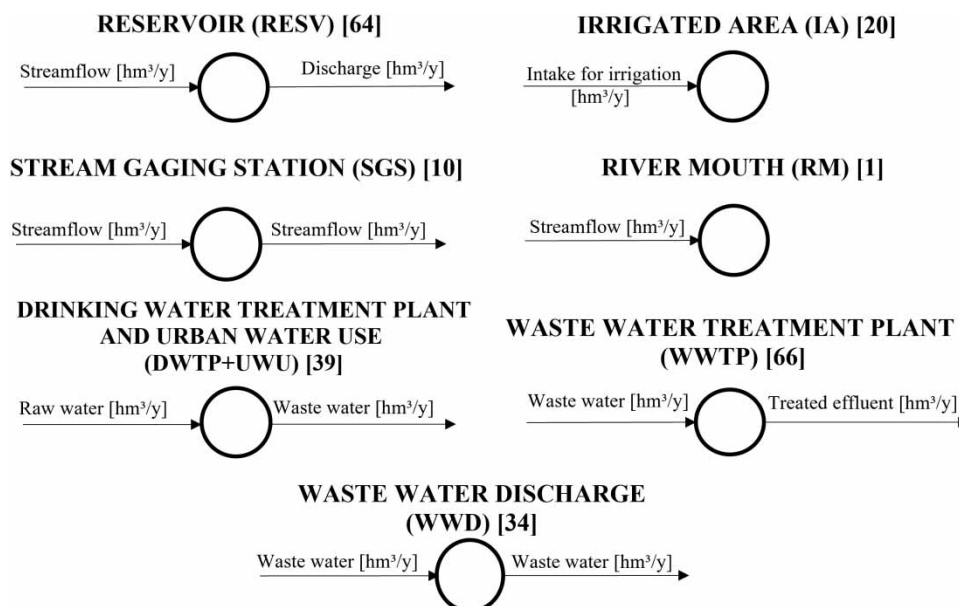 RESERVOIR (RESV) [64]
Streamflow [hm³/y]
Discharge [hm³/y]
IRRIGATED AREA (IA) [20]
Intake for irrigation
[hm³/y]
STREAM GAGING STATION (SGS) [10]
Streamflow [hm³/y]
Streamflow [hm³/y]
RIVER MOUTH (RM) [1]
Streamflow [hm³/y]
DRINKING WATER TREATMENT PLANT
AND URBAN WATER USE
(DWTP+UWU) [39]
Raw water [hm³/y]
Waste water [hm³/y]
WASTE WATER TREATMENT PLANT
(WWTP) [66]
Waste water [hm³/y]
Treated effluent [hm³/y]
WASTE WATER DISCHARGE
(WWD) [34]
Waste water [hm³/y]
Waste water [hm³/y]